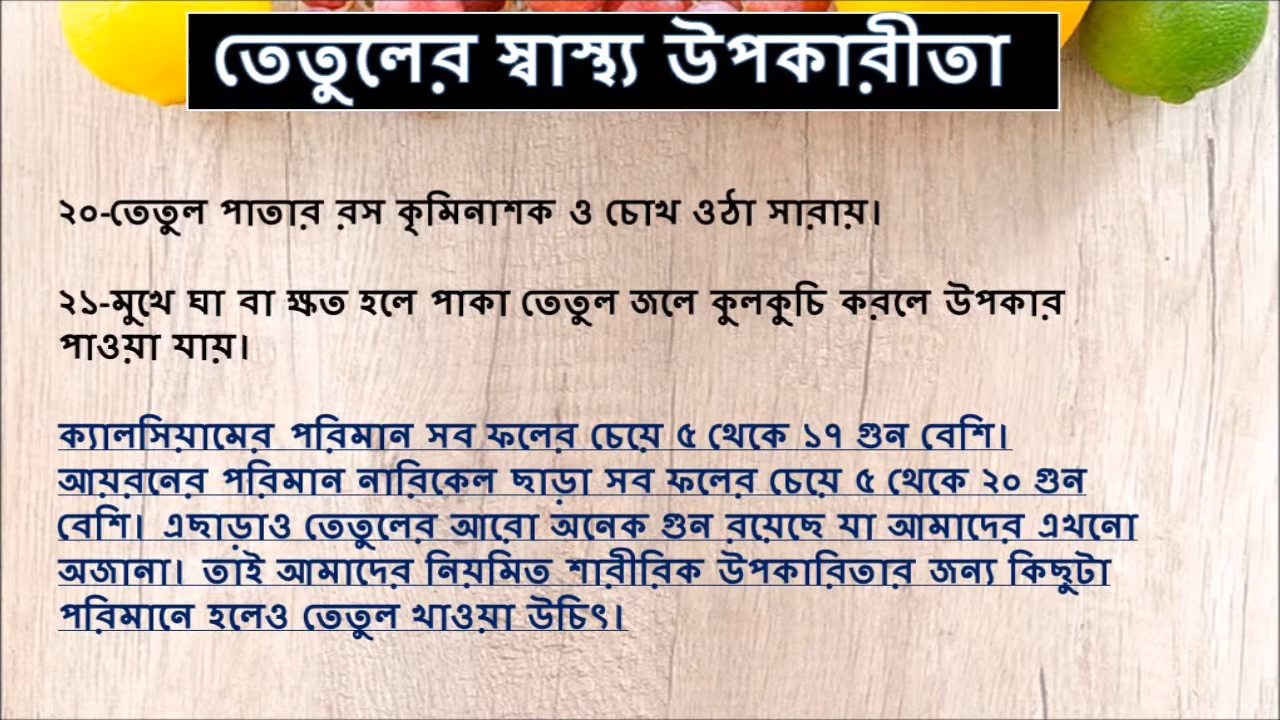 তেতুলের স্বাস্থ্য উপকারীতা
২০-তেতুল পাতার রস কৃমিনাশক ও চোখ ওঠা সারায়।
২১-মুখে ঘা বা ক্ষত হলে পাকা তেতুল জলে কুলকুচি করলে উপকার
পাওয়া যায়।
ক্যালসিয়ামের পরিমান সব ফলের চেয়ে ৫ থেকে ১৭ গুন বেশি।
আয়রনের পরিমান নারিকেল ছাড়া সব ফলের চেয়ে ৫ থেকে ২০ গুন
বেশি। এছাড়াও তেতুলের আরো অনেক গুন রয়েছে যা আমাদের এখনো
অজানা। তাই আমাদের নিয়মিত শারীরিক উপকারিতার জন্য কিছুটা
পরিমানে হলেও তেতুল খাওয়া উচিৎ।